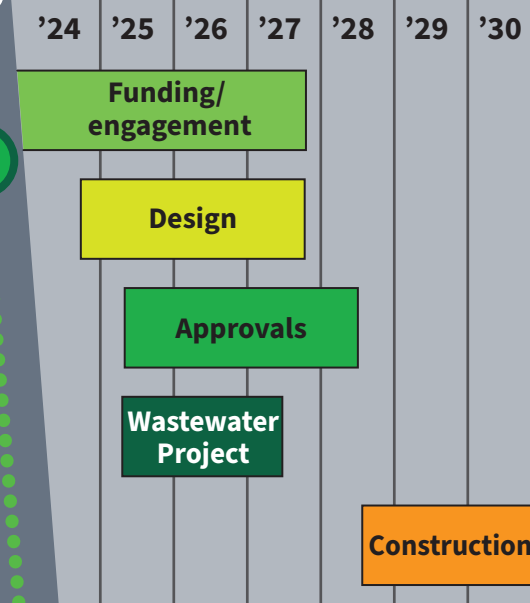 ’24 ’25 ’26 ’27 ’28 ’29 ’30
Funding/
engagement
Design
Approvals
Wastewater
Project
Construction